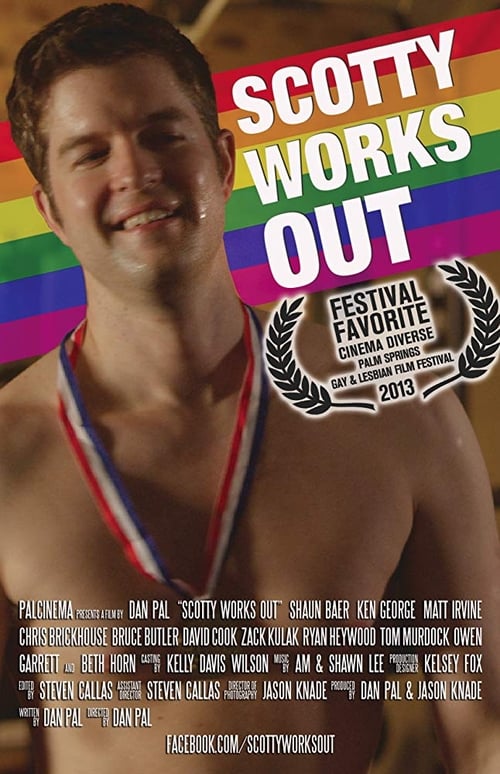 SCOTTY
WORKS
OUT
FESTIVAL
FAVORITE
CINEMA DIVERSE
PALM SPRINGS
GAY & LESBIAN FILM FESTIVAL
2013
PALCINEMA PRESENTS A FILM BY DAN PAL "SCOTTY WORKS OUT" SHAUN BAER KEN GEORGE MATT IRVINE
CHRIS BRICKHOUSE BRUCE BUTLER DAVID COOK ZACK KULAK RYAN HEYWOOD TOM MURDOCK OWEN
GARRETT AND BETH HORN CASTING BY KELLY DAVIS WILSON MUSIC BY AM & SHAWN LEE PRODUCTION DESIGNER KELSEY FOX
EDITED BY STEVEN CALLAS ASSISTANT DIRECTOR STEVEN CALLAS DIRECTOR OF PHOTOGRAPHY JASON KNADE PRODUCED BY DAN PAL & JASON KNADE
WRITTEN BY DAN PAL DIRECTED BY DAN PAL
FACEBOOK.COM/SCOTTYWORKSOUT